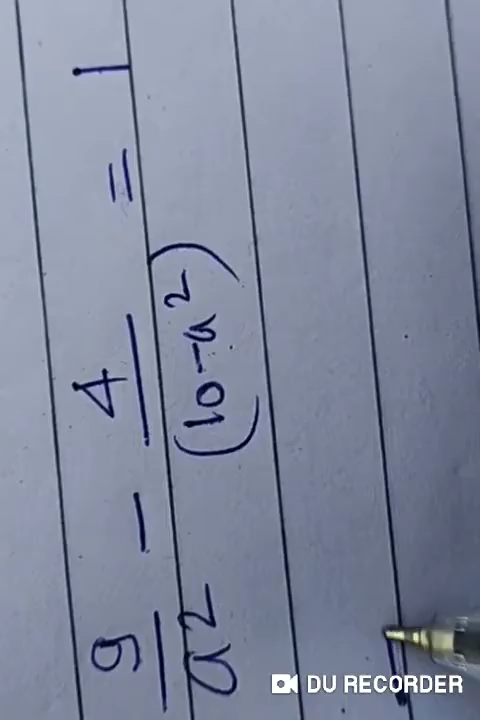 9/a² - 4/(10-a²) = 1
DU RECORDER